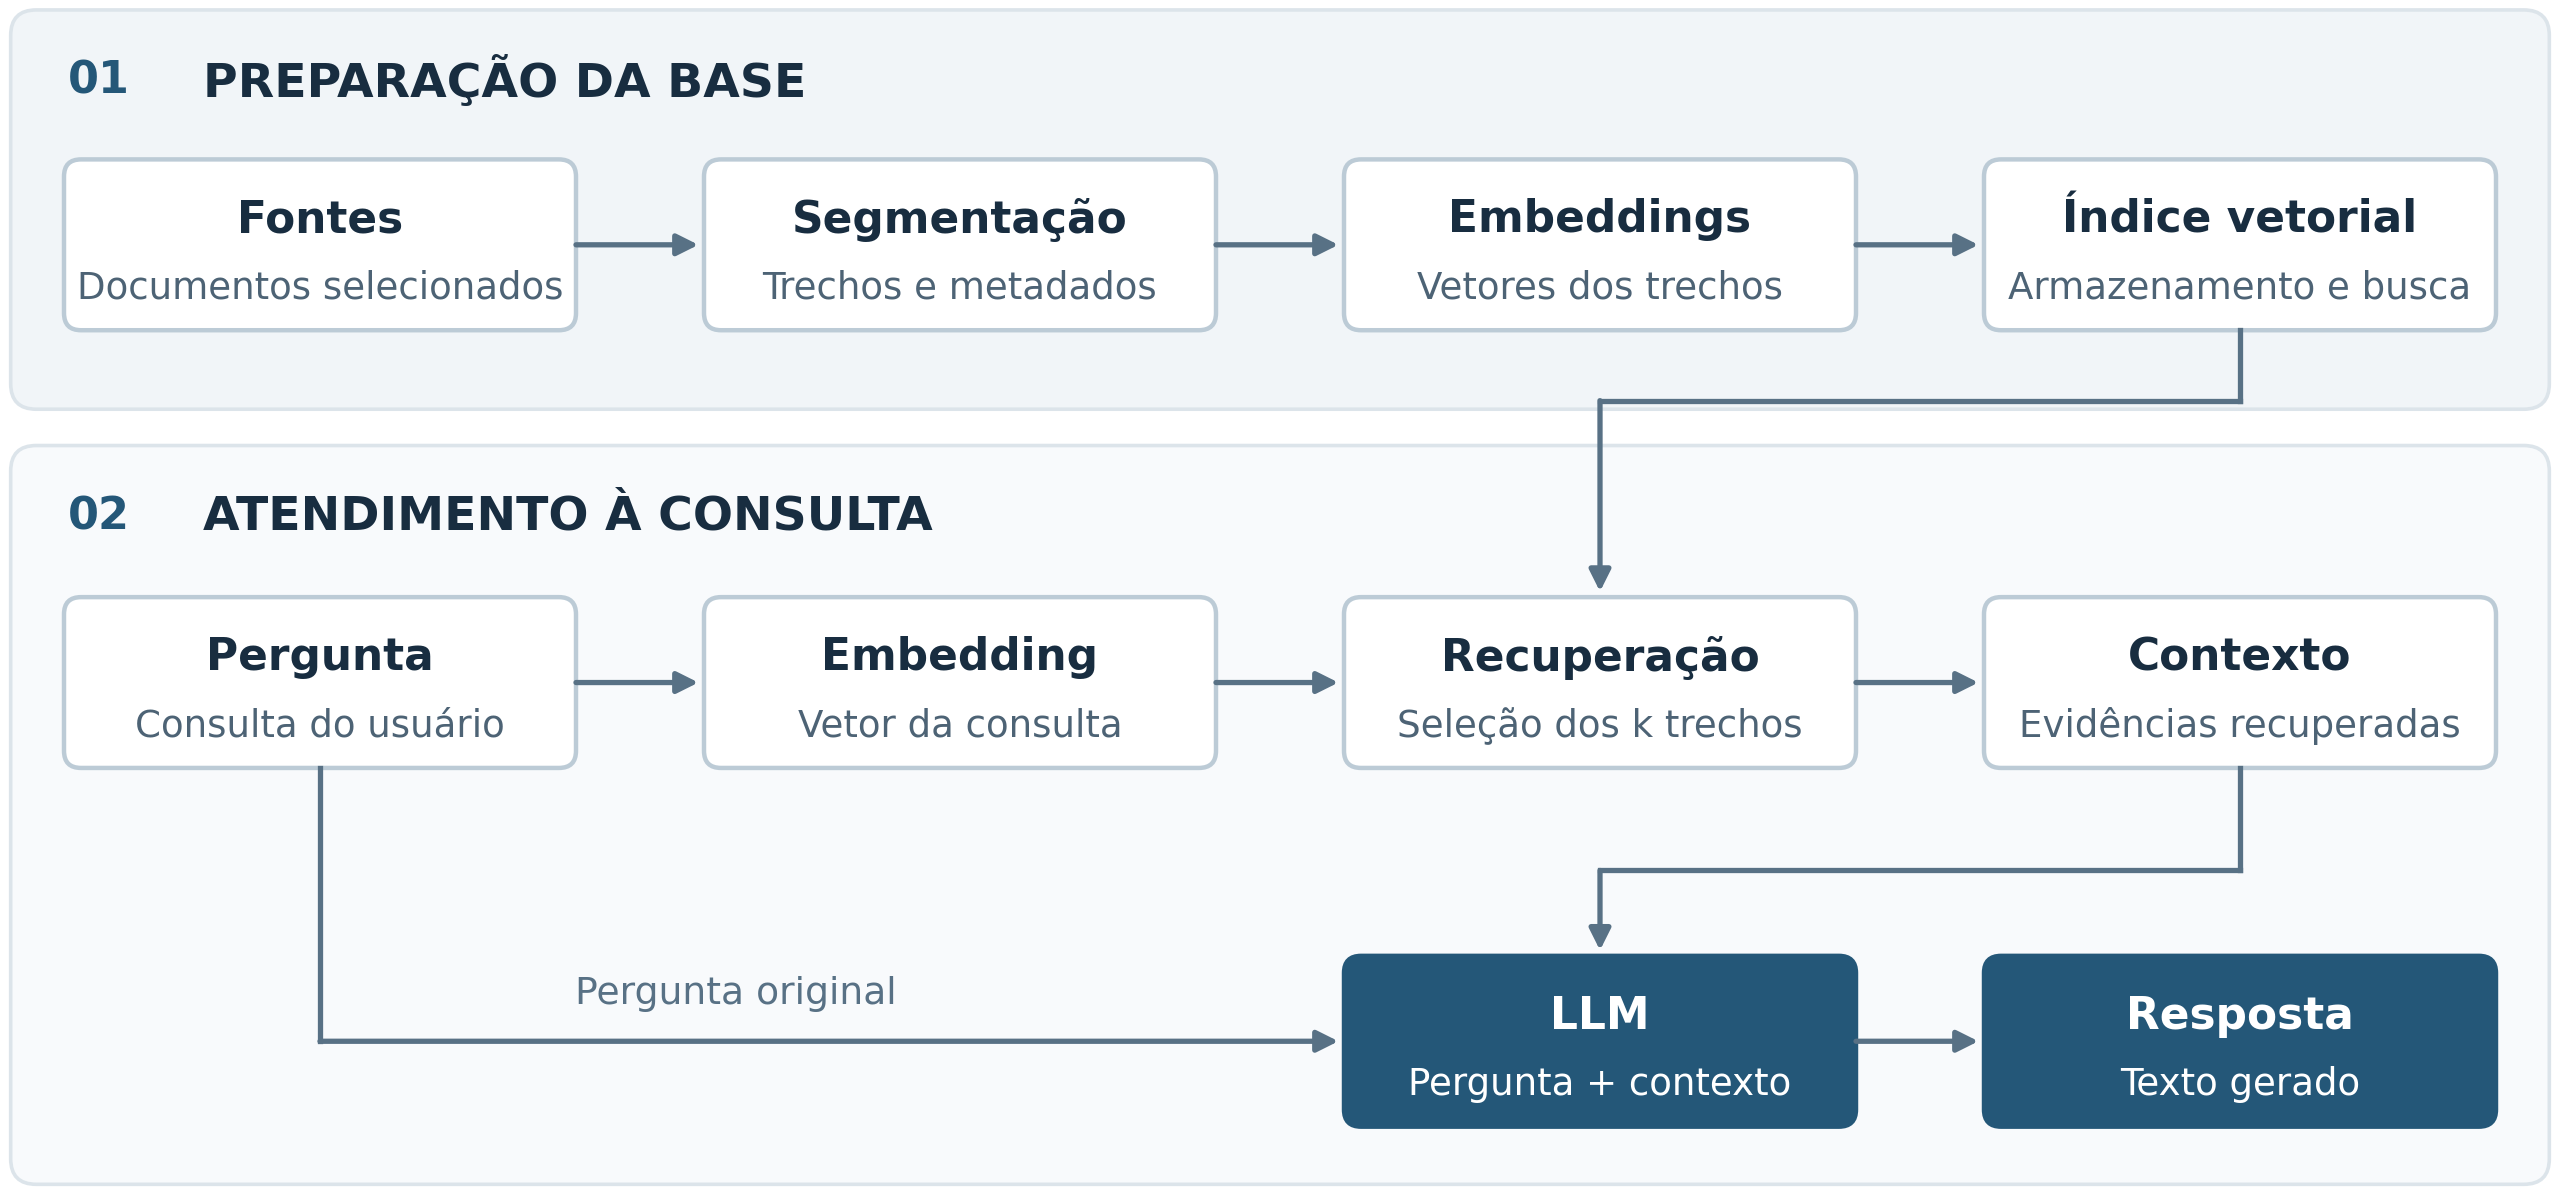 01 PREPARAÇÃO DA BASE
Fontes
Documentos selecionados
Segmentação
Trechos e metadados
Embeddings
Vetores dos trechos
Índice vetorial
Armazenamento e busca
02 ATENDIMENTO À CONSULTA
Pergunta
Consulta do usuário
Embedding
Vetor da consulta
Recuperação
Seleção dos k trechos
Contexto
Evidências recuperadas
Pergunta original
LLM
Pergunta + contexto
Resposta
Texto gerado